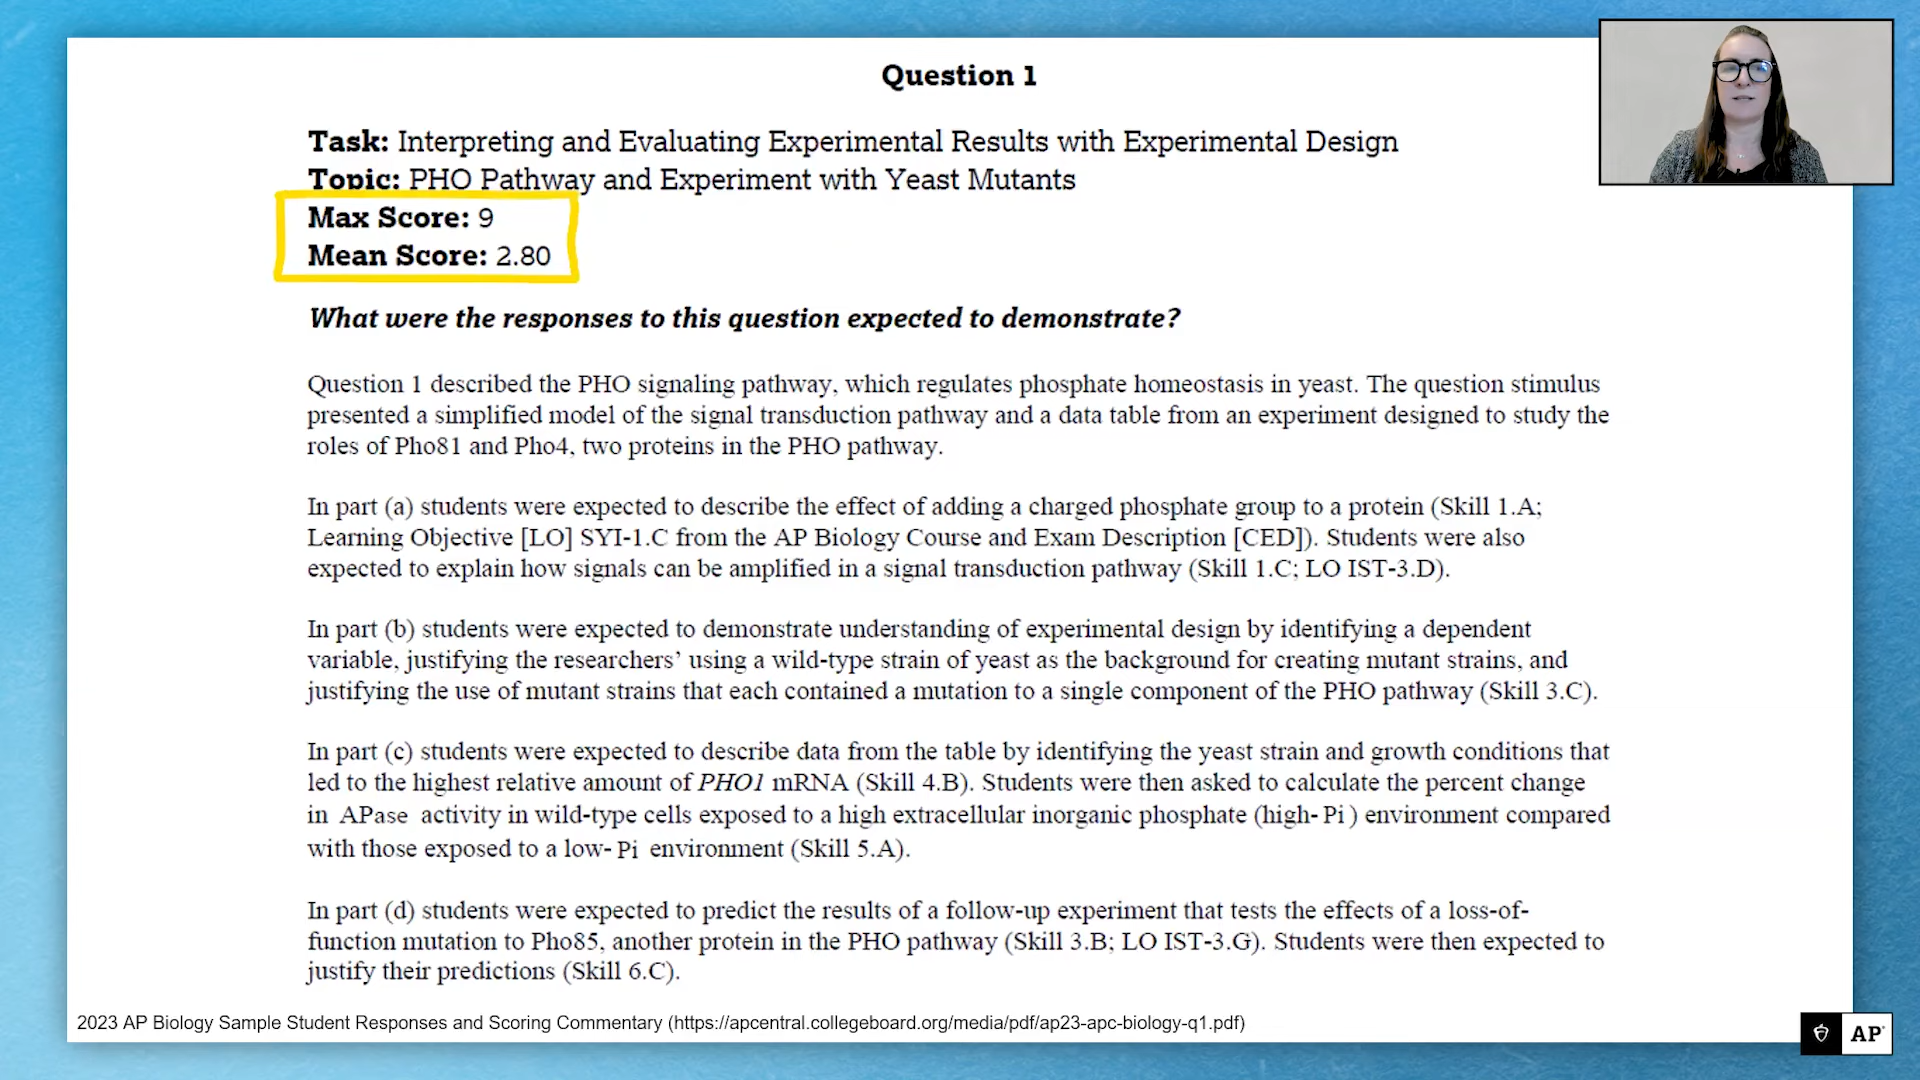 Question 1
Task: Interpreting and Evaluating Experimental Results with Experimental Design
Topic: PHO Pathway and Experiment with Yeast Mutants
Max Score: 9
Mean Score: 2.80
What were the responses to this question expected to demonstrate?
Question 1 described the PHO signaling pathway, which regulates phosphate homeostasis in yeast. The question stimulus
presented a simplified model of the signal transduction pathway and a data table from an experiment designed to study the
roles of Pho81 and Pho4, two proteins in the PHO pathway.
In part (a) students were expected to describe the effect of adding a charged phosphate group to a protein (Skill 1.A;
Learning Objective [LO] SYI-1.C from the AP Biology Course and Exam Description [CED]). Students were also
expected to explain how signals can be amplified in a signal transduction pathway (Skill 1.C; LO IST-3.D).
In part (b) students were expected to demonstrate understanding of experimental design by identifying a dependent
variable, justifying the researchers’ using a wild-type strain of yeast as the background for creating mutant strains, and
justifying the use of mutant strains that each contained a mutation to a single component of the PHO pathway (Skill 3.C).
In part (c) students were expected to describe data from the table by identifying the yeast strain and growth conditions that
led to the highest relative amount of PHO1 mRNA (Skill 4.B). Students were then asked to calculate the percent change
in APase activity in wild-type cells exposed to a high extracellular inorganic phosphate (high-Pi) environment compared
with those exposed to a low-Pi environment (Skill 5.A).
In part (d) students were expected to predict the results of a follow-up experiment that tests the effects of a loss-of-
function mutation to Pho85, another protein in the PHO pathway (Skill 3.B; LO IST-3.G). Students were then expected to
justify their predictions (Skill 6.C).
2023 AP Biology Sample Student Responses and Scoring Commentary (https://apcentral.collegeboard.org/media/pdf/ap23-apc-biology-q1.pdf)
AP